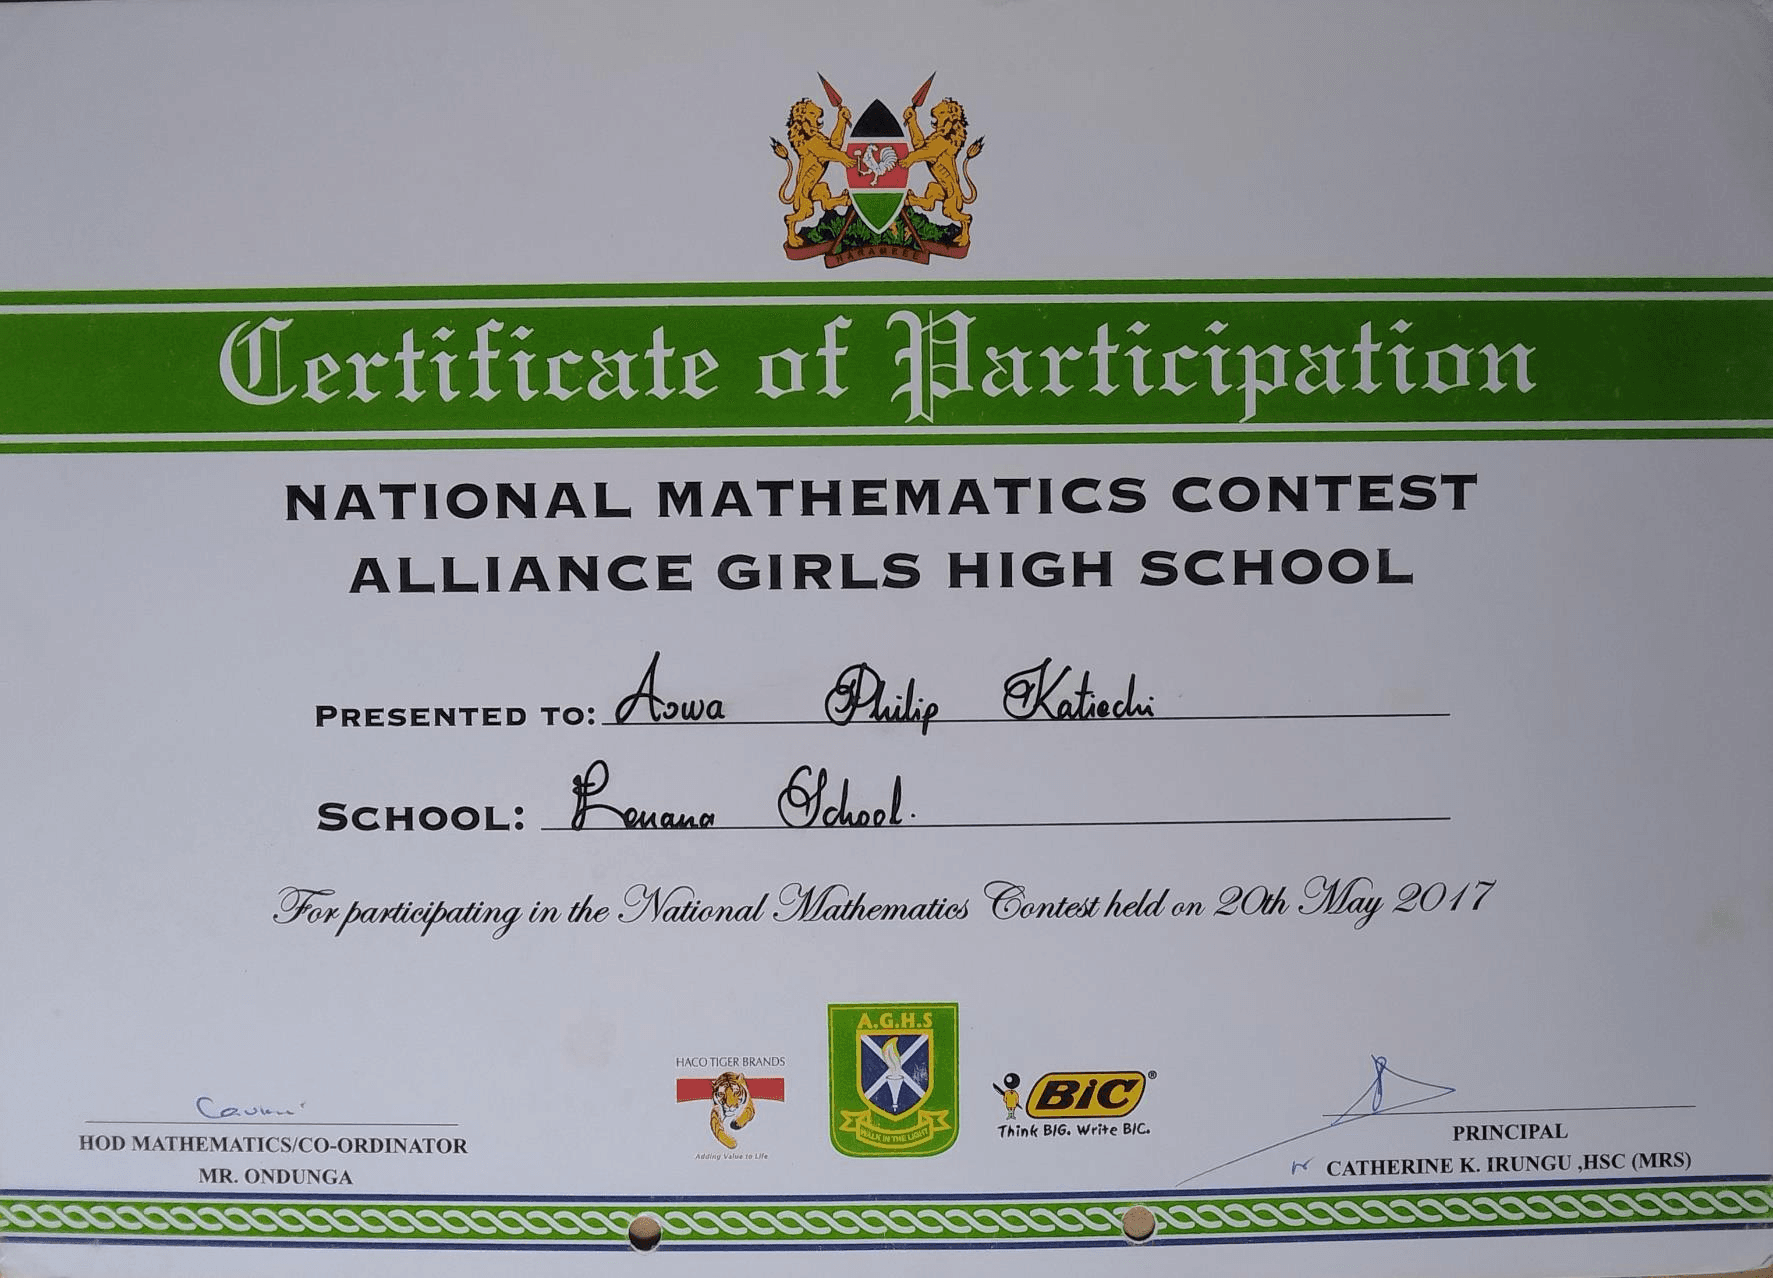 HARAMBEE
Certificate of Participation
NATIONAL MATHEMATICS CONTEST
ALLIANCE GIRLS HIGH SCHOOL
PRESENTED TO: Aswa Philip Katiechi
SCHOOL: Lenana School.
For participating in the National Mathematics Contest held on 20th May 2017
HACO TIGER BRANDS
Adding Value to Life
A.G.H.S
WALK IN THE LIGHT
BiC®
Think BIG. Write BIC.
HOD MATHEMATICS/CO-ORDINATOR
MR. ONDUNGA
PRINCIPAL
CATHERINE K. IRUNGU ,HSC (MRS)